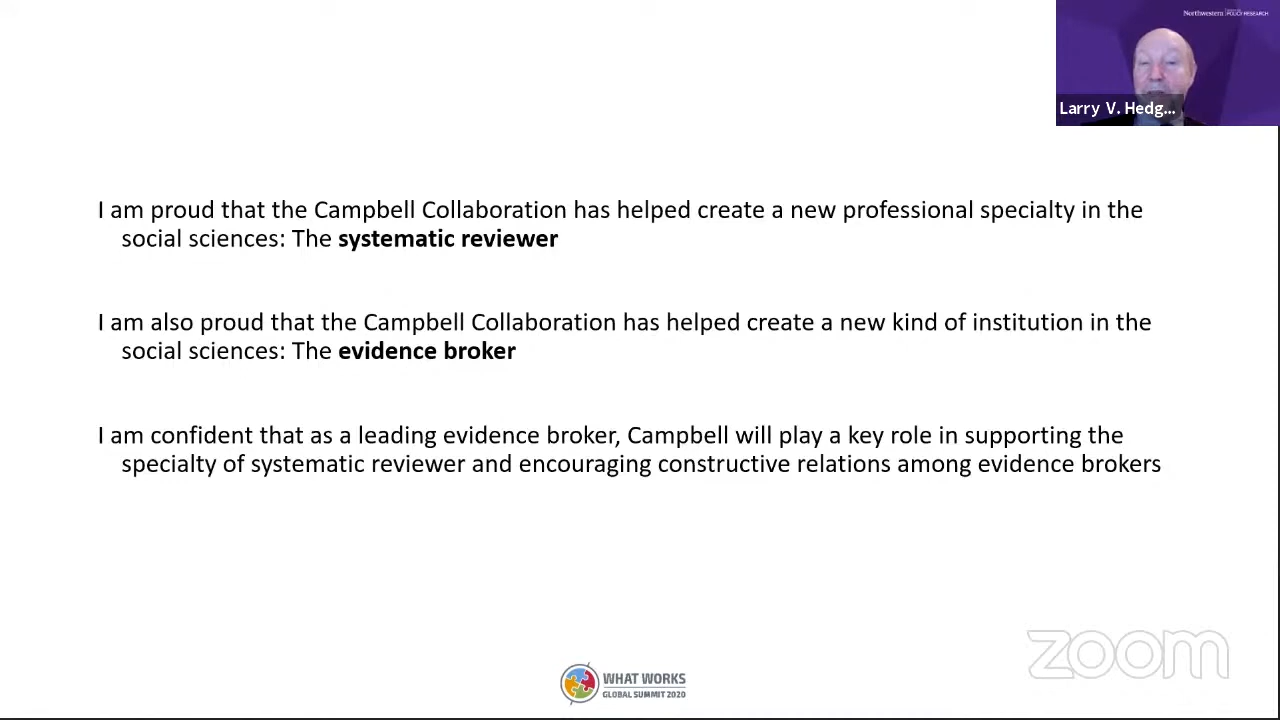 Northwestern
POLICY RESEARCH
Larry V. Hedg...
I am proud that the Campbell Collaboration has helped create a new professional specialty in the
social sciences: The systematic reviewer
I am also proud that the Campbell Collaboration has helped create a new kind of institution in the
social sciences: The evidence broker
I am confident that as a leading evidence broker, Campbell will play a key role in supporting the
specialty of systematic reviewer and encouraging constructive relations among evidence brokers
zoom
WHAT WORKS
GLOBAL SUMMIT 2020